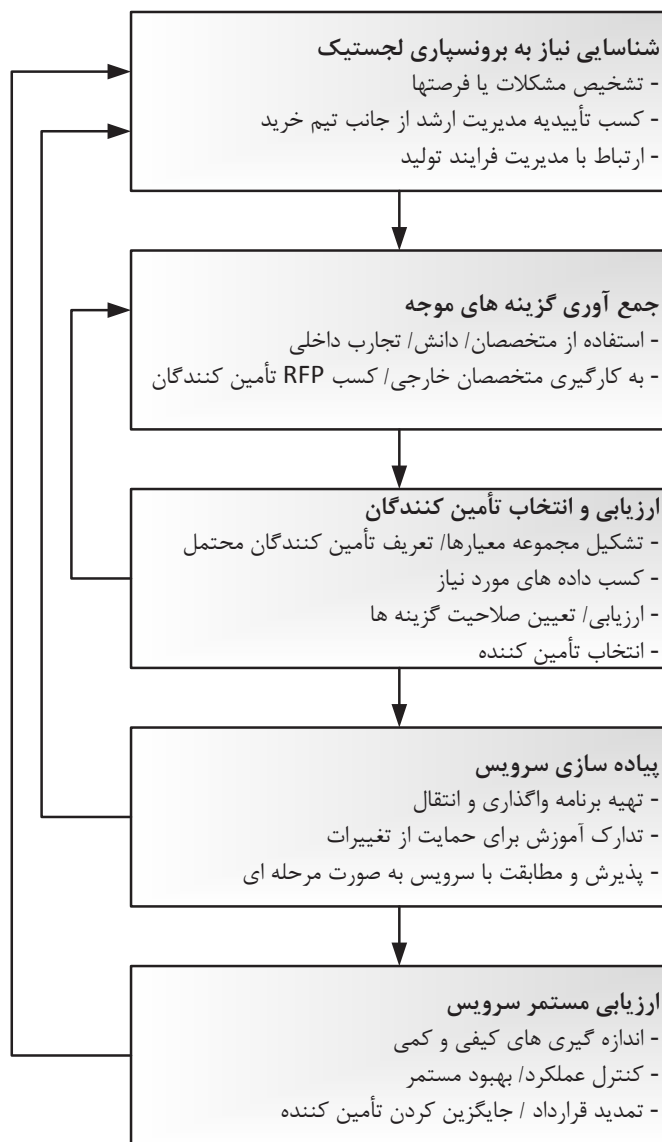 شناسایی نیاز به برونسپاری لجستیک
- تشخیص مشکلات یا فرصتها
- کسب تأییدیه مدیریت ارشد از جانب تیم خرید
- ارتباط با مدیریت فرایند تولید
جمع آوری گزینه های موجه
- استفاده از متخصصان/ دانش/ تجارب داخلی
- به کارگیری متخصصان خارجی/ کسب RFP تأمین کنندگان
ارزیابی و انتخاب تأمین کنندگان
- تشکیل مجموعه معیارها/ تعریف تأمین کنندگان محتمل
- کسب داده های مورد نیاز
- ارزیابی/ تعیین صلاحیت گزینه ها
- انتخاب تأمین کننده
پیاده سازی سرویس
- تهیه برنامه واگذاری و انتقال
- تدارک آموزش برای حمایت از تغییرات
- پذیرش و مطابقت با سرویس به صورت مرحله ای
ارزیابی مستمر سرویس
- اندازه گیری های کیفی و کمی
- کنترل عملکرد/ بهبود مستمر
- تمدید قرارداد / جایگزین کردن تأمین کننده